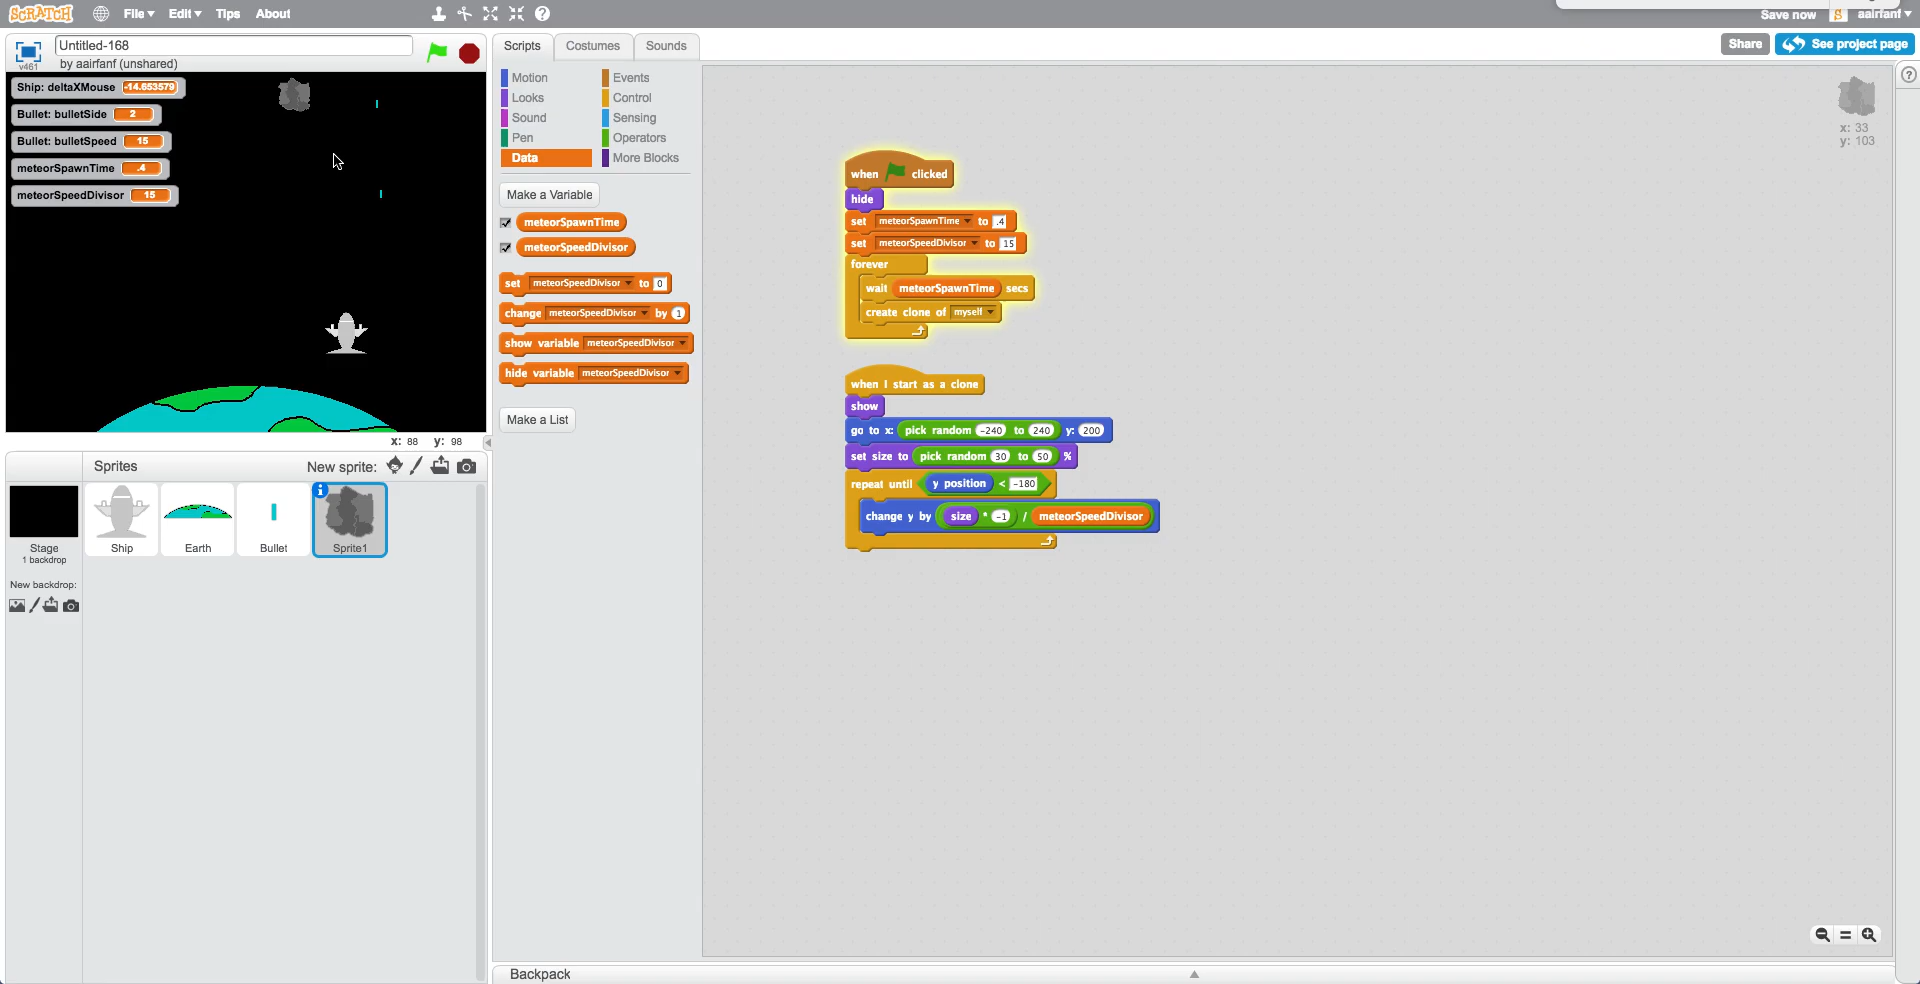 SCRATCH File Edit Tips About Save now aairfanf
v461 Untitled-168
by aairfanf (unshared)
Scripts Costumes Sounds
Share See project page
Ship: deltaXMouse -14.653579
Bullet: bulletSide 2
Bullet: bulletSpeed 15
meteorSpawnTime .4
meteorSpeedDivisor 15
x: 88 y: 98
Sprites New sprite:
Stage
1 backdrop
New backdrop:
Ship
Earth
Bullet
Sprite1
Motion Events
Looks Control
Sound Sensing
Pen Operators
Data More Blocks
Make a Variable
meteorSpawnTime
meteorSpeedDivisor
set meteorSpeedDivisor to 0
change meteorSpeedDivisor by 1
show variable meteorSpeedDivisor
hide variable meteorSpeedDivisor
Make a List
when clicked
hide
set meteorSpawnTime to .4
set meteorSpeedDivisor to 15
forever
wait meteorSpawnTime secs
create clone of myself
when I start as a clone
show
go to x: pick random -240 to 240 y: 200
set size to pick random 30 to 50 %
repeat until y position < -180
change y by size * -1 / meteorSpeedDivisor
x: 33
y: 103
Backpack